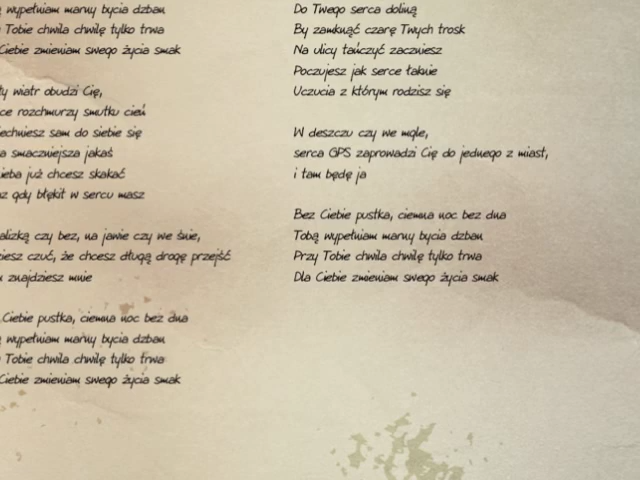 wypełniam marny bycia dzban
Tobie chwila chwilę tylko trwa
Ciebie zmieniam swego życia smak

wiatr obudzi Cię,
rozchmurzy smutku cień
sam do siebie się
smaczniejsza jakaś
już chcesz skakać
gdy błękit w sercu masz

czy bez, na jawie czy we śnie,
czuć, że chcesz długą drogę przejść
znajdziesz mnie

Ciebie pustka, ciemna noc bez dna
wypełniam marny bycia dzban
Tobie chwila chwilę tylko trwa
Ciebie zmieniam swego życia smak

Do Twego serca doliną
By zamknąć czarę Twych trosk
Na ulicy tańczyć zaczniesz
Poczujesz jak serce łaknie
Uczucia z którym rodzisz się

W deszczu czy we mgle,
serca GPS zaprowadzi Cię do jednego z miast,
i tam będę ja

Bez Ciebie pustka, ciemna noc bez dna
Tobą wypełniam marny bycia dzban
Przy Tobie chwila chwilę tylko trwa
Dla Ciebie zmieniam swego życia smak